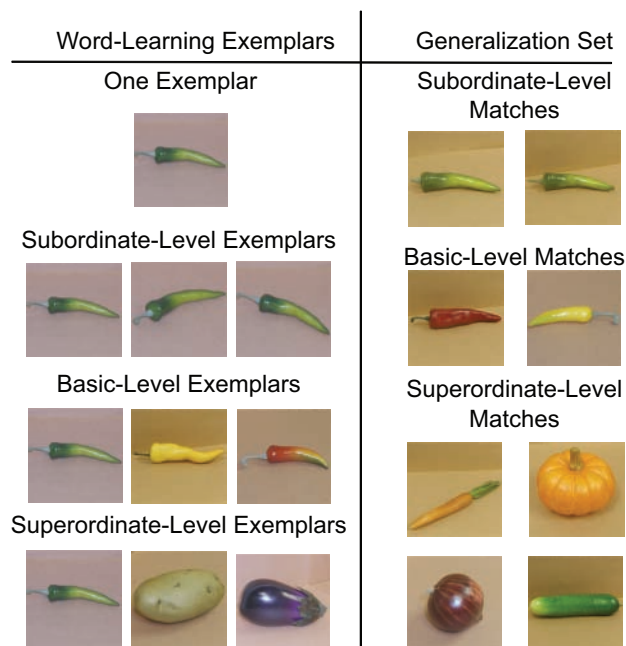 Word-Learning Exemplars
One Exemplar
Subordinate-Level Exemplars
Basic-Level Exemplars
Superordinate-Level Exemplars
Generalization Set
Subordinate-Level
Matches
Basic-Level Matches
Superordinate-Level
Matches